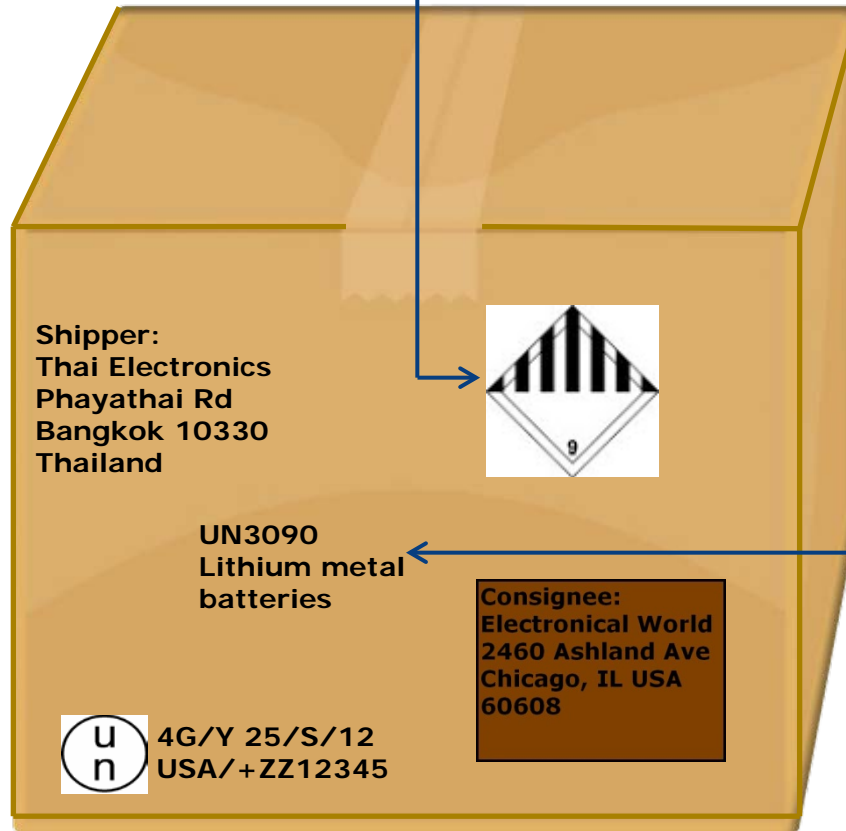 Shipper:
Thai Electronics
Phayathai Rd
Bangkok 10330
Thailand
9
UN3090
Lithium metal
batteries
Consignee:
Electronical World
2460 Ashland Ave
Chicago, IL USA
60608
u
n
4G/Y 25/S/12
USA/+ZZ12345